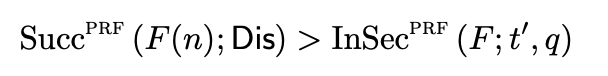 Succ^PRF (F(n); Dis) > InSec^PRF (F; t′, q)